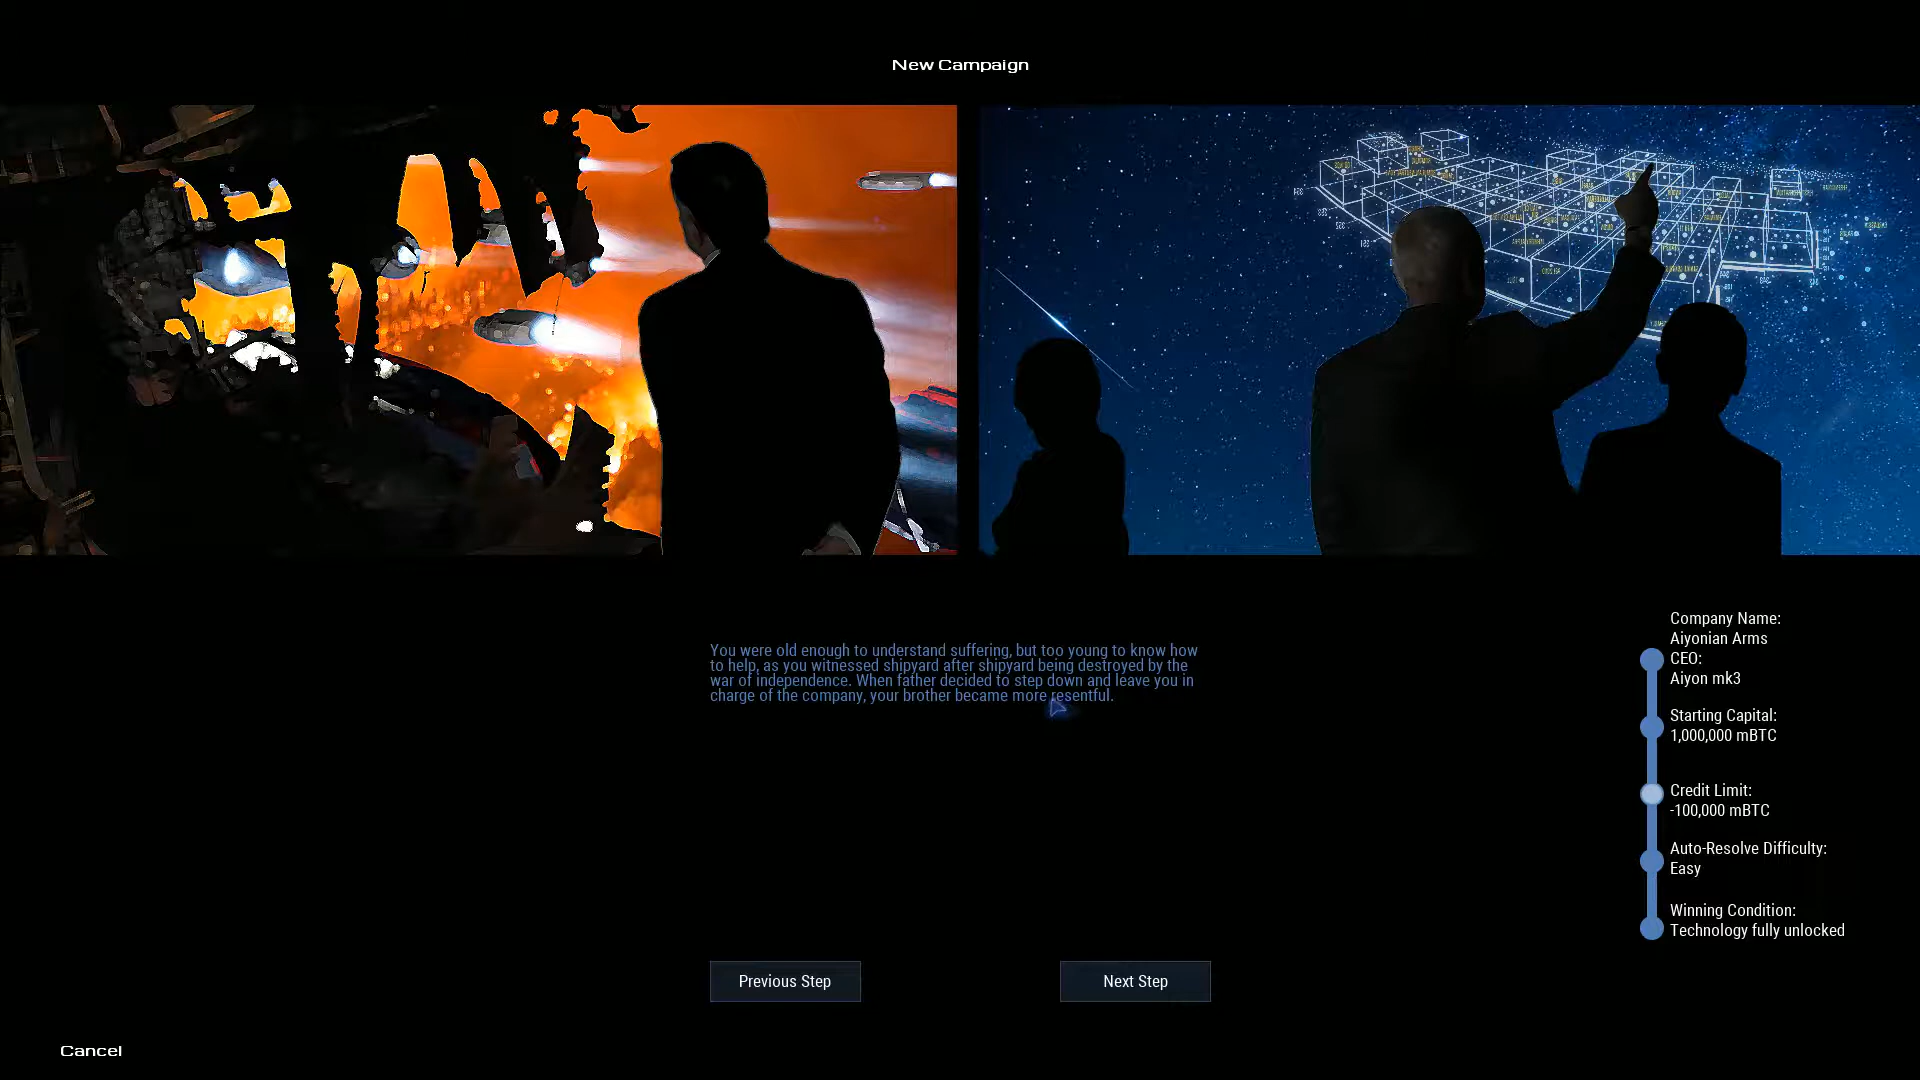 New Campaign
You were old enough to understand suffering, but too young to know how
to help, as you witnessed shipyard after shipyard being destroyed by the
war of independence. When father decided to step down and leave you in
charge of the company, your brother became more resentful.
Company Name:
Aiyonian Arms
CEO:
Aiyon mk3
Starting Capital:
1,000,000 mBTC
Credit Limit:
-100,000 mBTC
Auto-Resolve Difficulty:
Easy
Winning Condition:
Technology fully unlocked
Previous Step
Next Step
Cancel